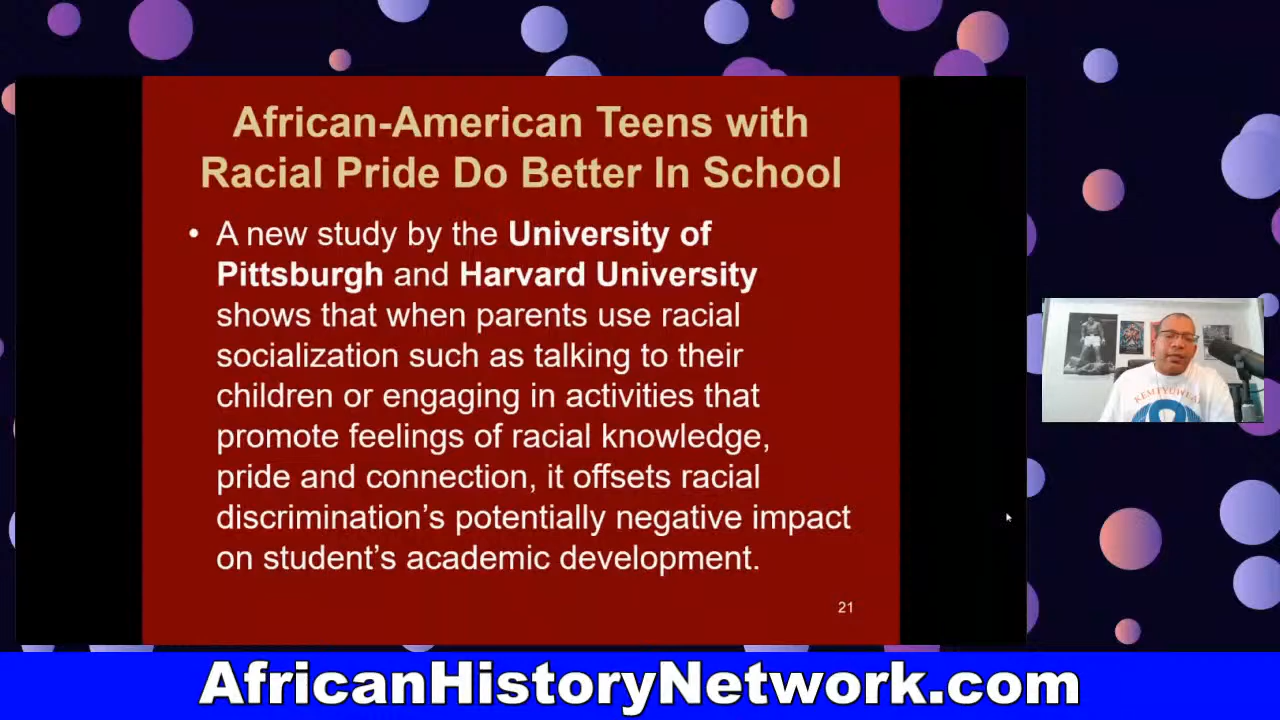 African-American Teens with
Racial Pride Do Better In School
• A new study by the University of
Pittsburgh and Harvard University
shows that when parents use racial
socialization such as talking to their
children or engaging in activities that
promote feelings of racial knowledge,
pride and connection, it offsets racial
discrimination's potentially negative impact
on student's academic development.
21
AfricanHistoryNetwork.com